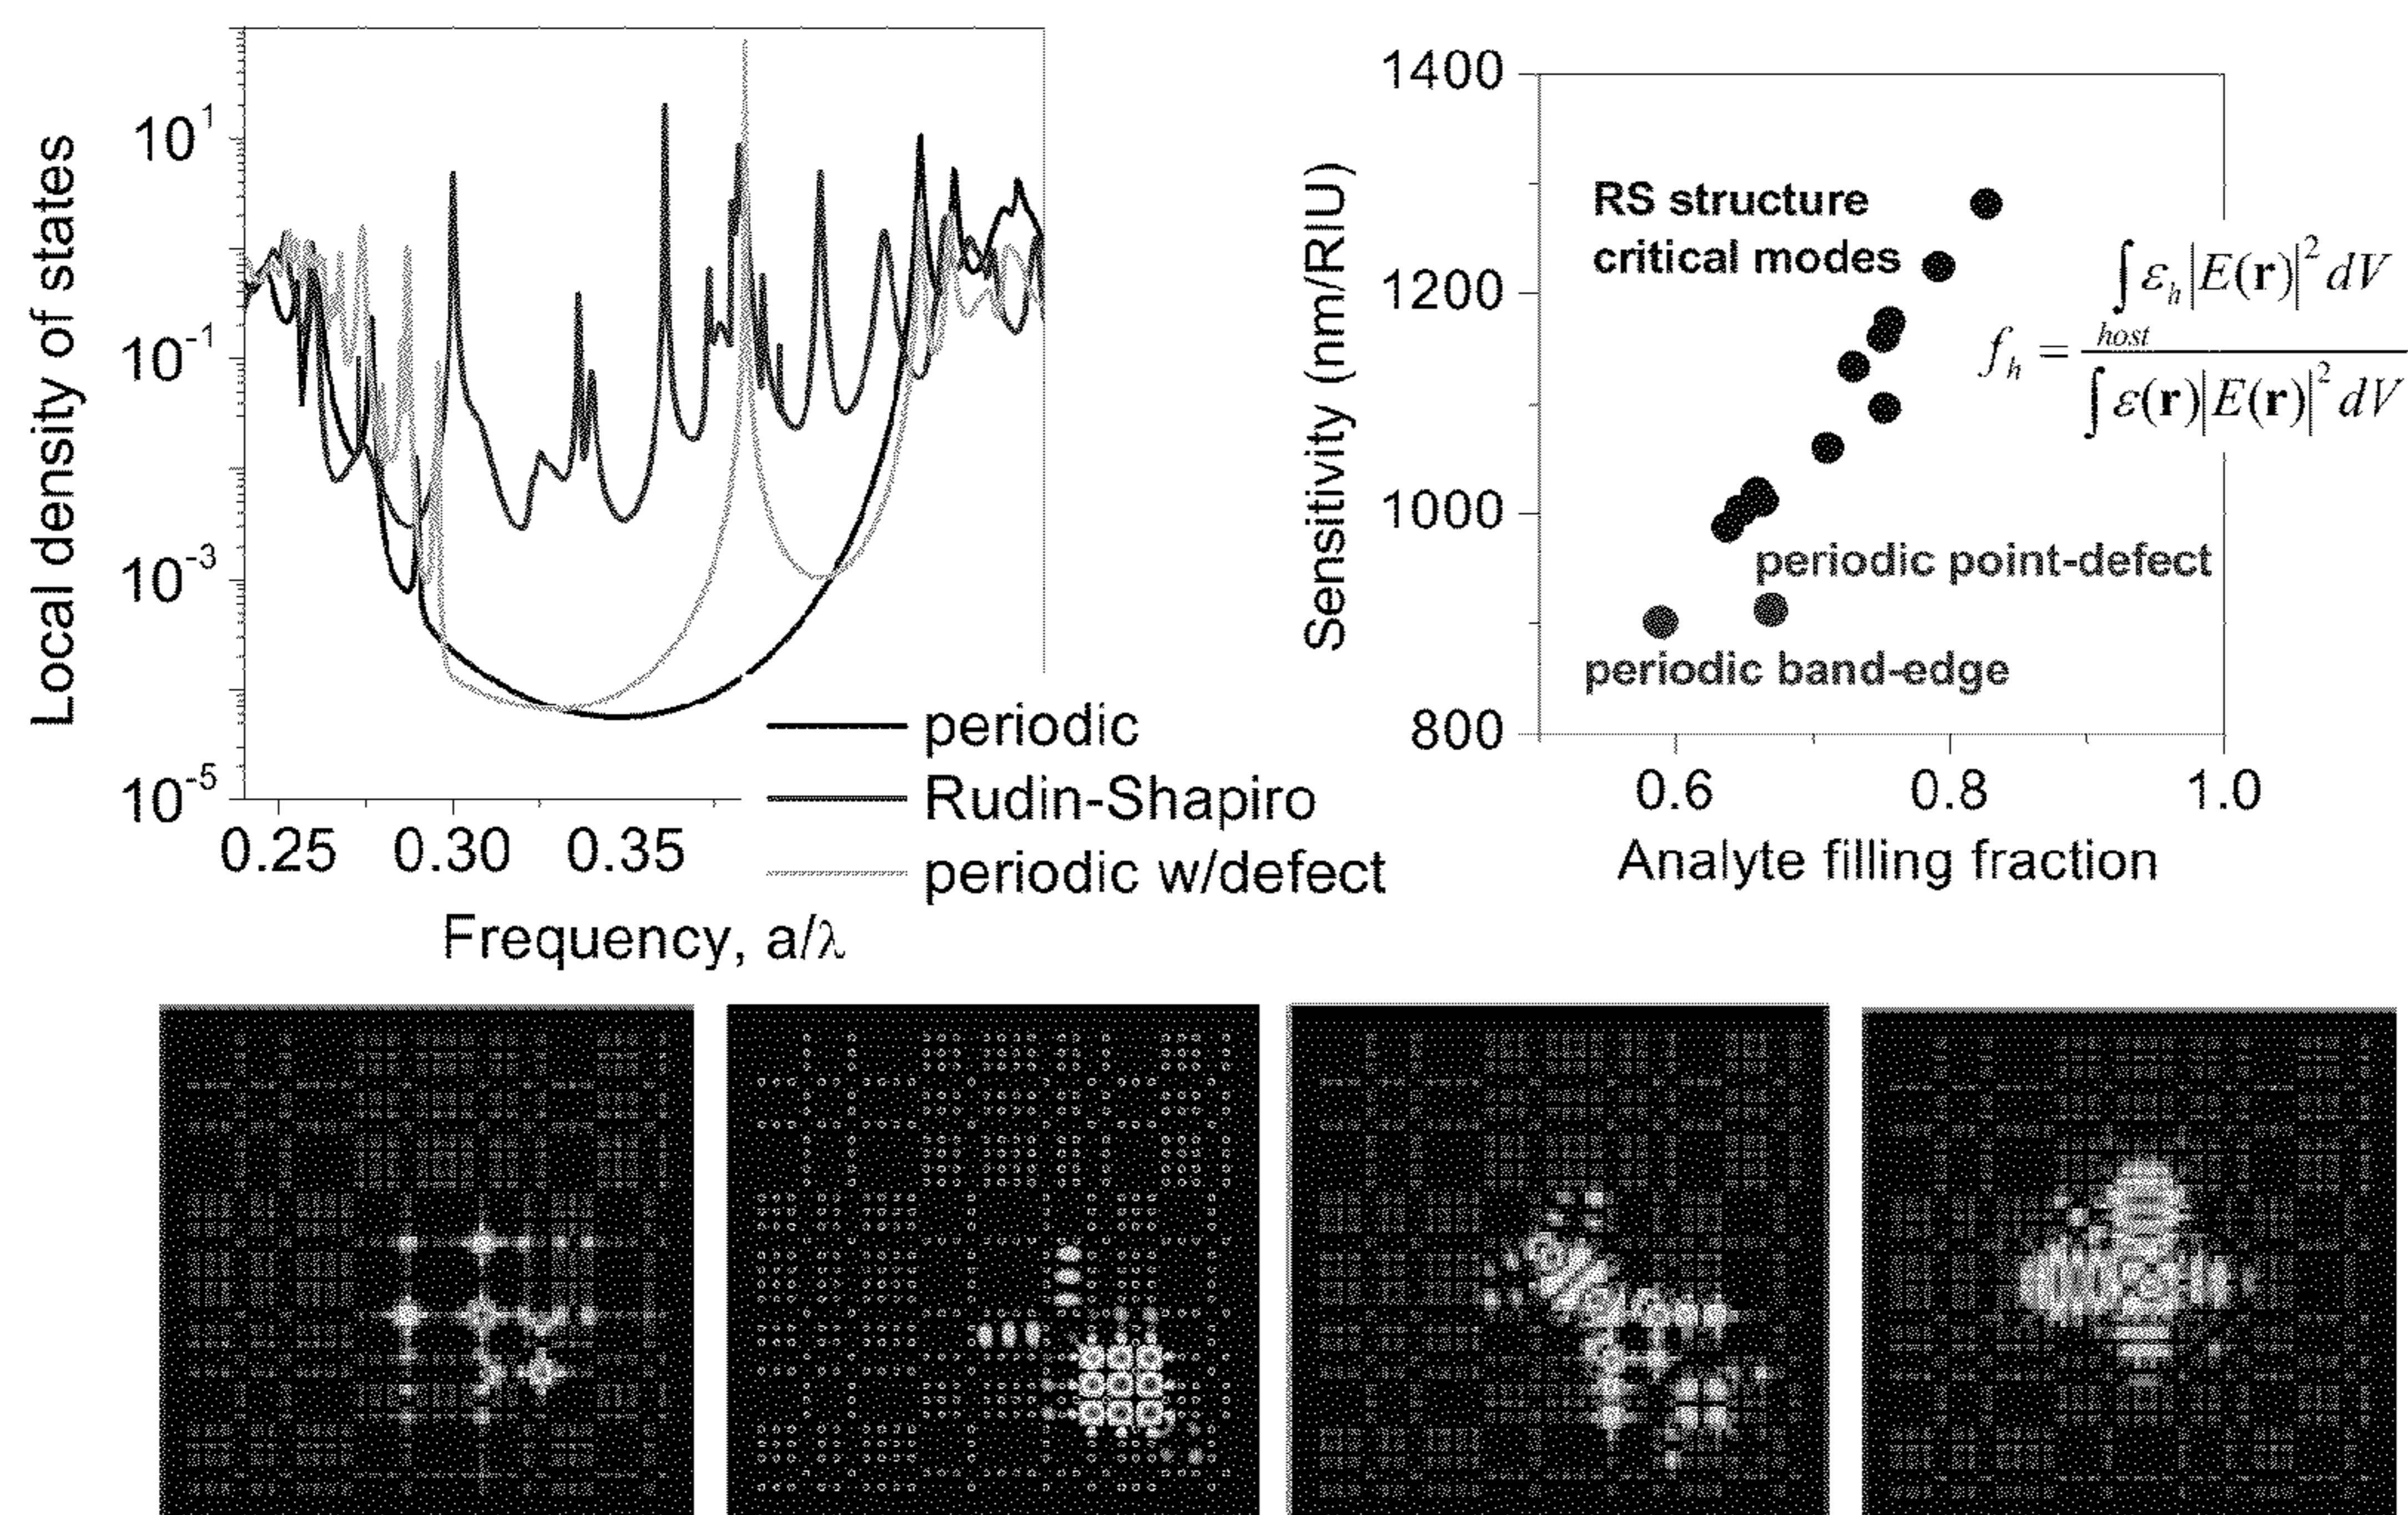 Local density of states
10^1
10^-1
10^-3
10^-5
0.25 0.30 0.35
Frequency, a/λ
periodic
Rudin-Shapiro
periodic w/defect
Sensitivity (nm/RIU)
1400
1200
1000
800
RS structure
critical modes
f_h = ∫_host ε_h|E(r)|^2 dV / ∫ ε(r)|E(r)|^2 dV
periodic point-defect
periodic band-edge
0.6 0.8 1.0
Analyte filling fraction